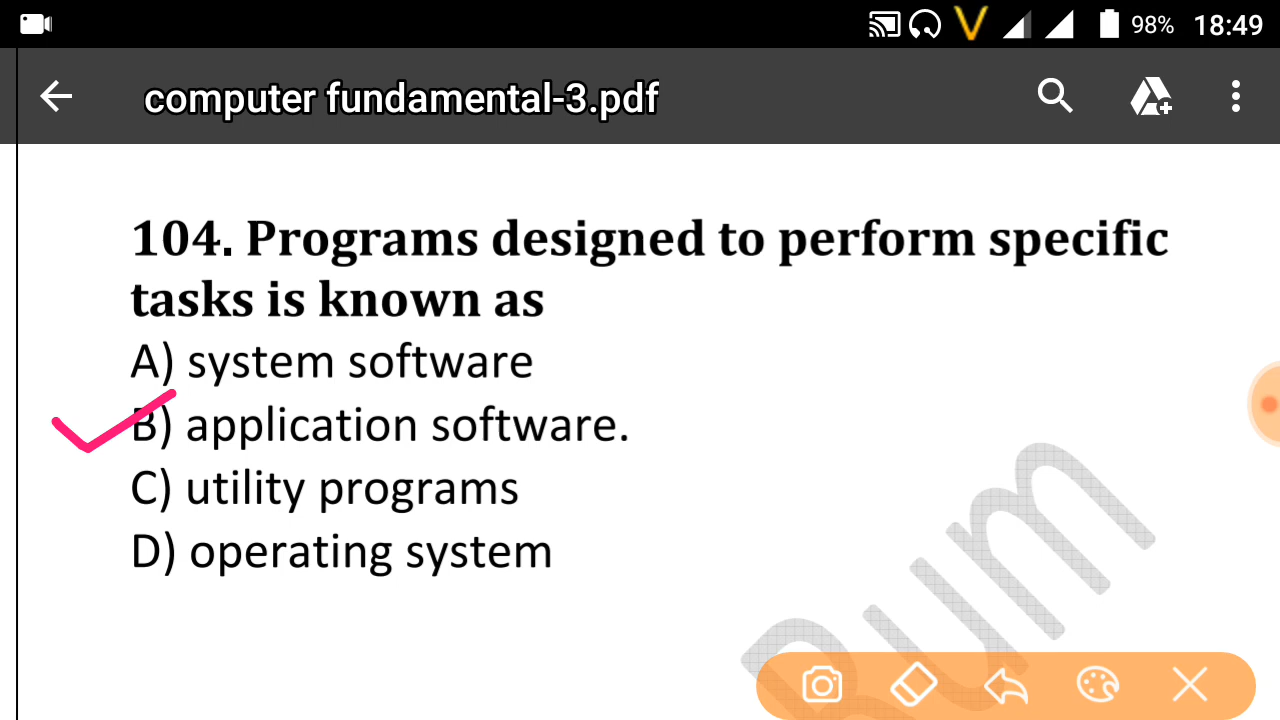 98% 18:49
computer fundamental-3.pdf
104. Programs designed to perform specific
tasks is known as
A) system software
B) application software.
C) utility programs
D) operating system
Rum